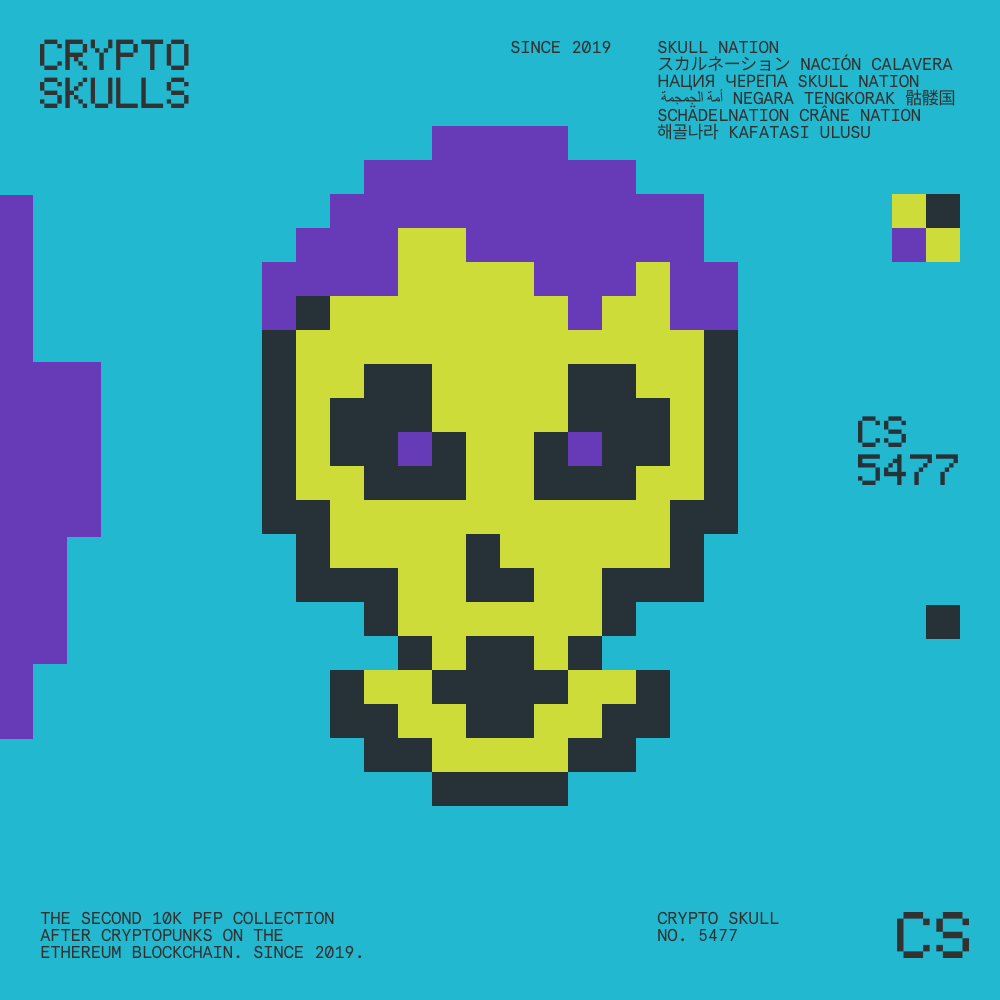 CRYPTO
SKULLS
SINCE 2019
SKULL NATION
スカルネーション NACIÓN CALAVERA
НАЦИЯ ЧЕРЕПА SKULL NATION
أمة الجمجمة NEGARA TENGKORAK 骷髅国
SCHÄDELNATION CRÂNE NATION
해골나라 KAFATASI ULUSU
CS
5477
THE SECOND 10K PFP COLLECTION
AFTER CRYPTOPUNKS ON THE
ETHEREUM BLOCKCHAIN. SINCE 2019.
CRYPTO SKULL
NO. 5477
CS